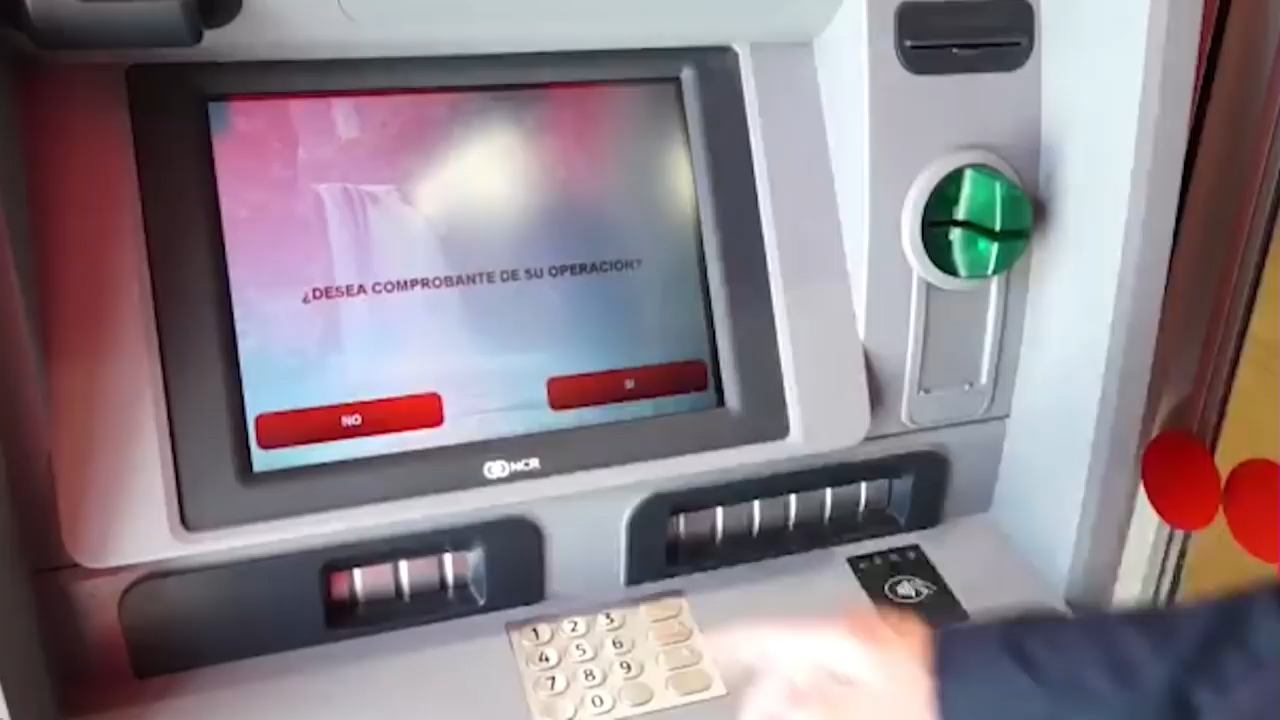 ¿DESEA COMPROBANTE DE SU OPERACION?
NO
SI
NCR
1 2 3
4 5 6
7 8 9
0